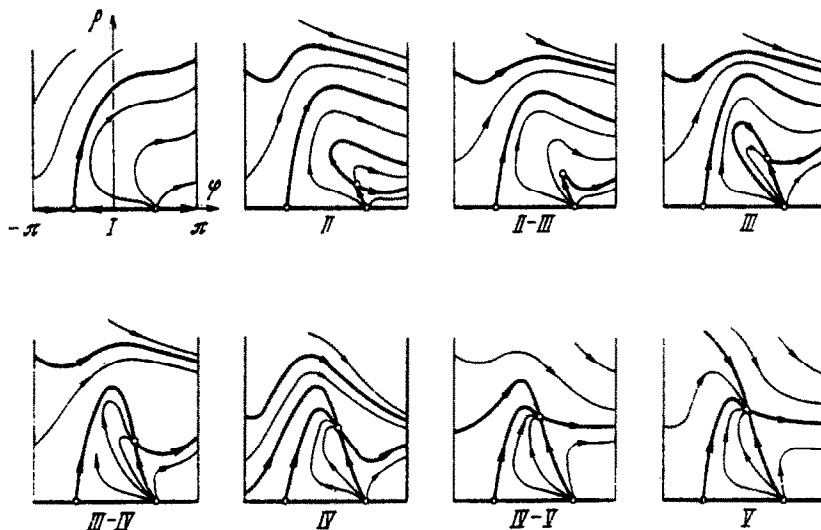 ρ
φ
-π I π II II-III III
III-IV IV IV-V V